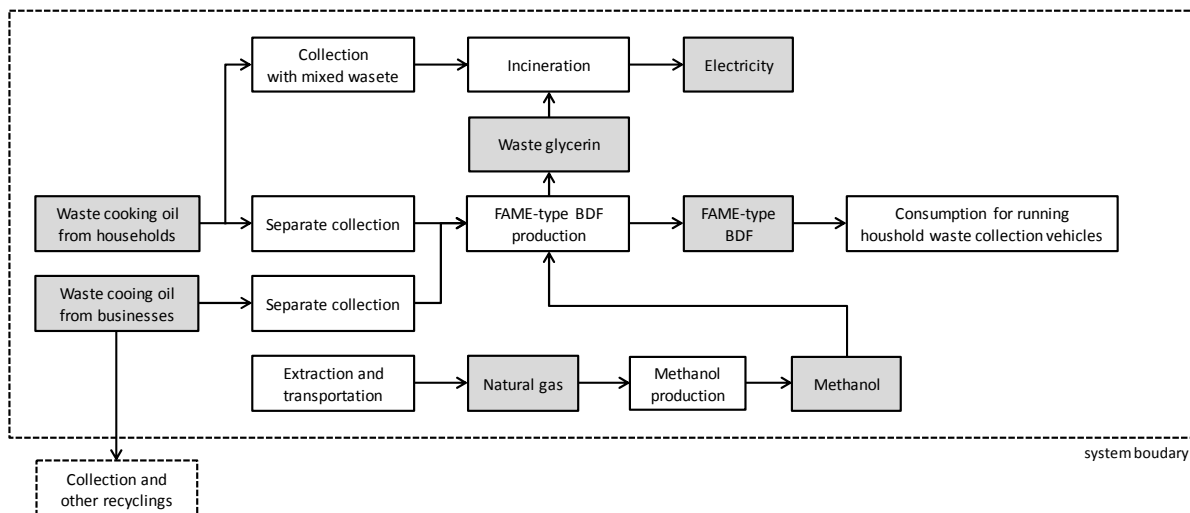 Collection
with mixed wasete
Incineration
Electricity
Waste glycerin
Waste cooking oil
from households
Separate collection
FAME-type BDF
production
FAME-type
BDF
Consumption for running
houshold waste collection vehicles
Waste cooing oil
from businesses
Separate collection
Extraction and
transportation
Natural gas
Methanol
production
Methanol
system boudary
Collection and
other recyclings